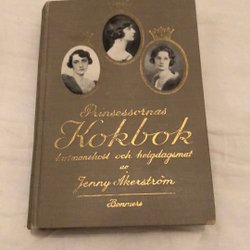 Prinsessornas
Kokbok
husmanskost och helgdagsmat
av
Jenny Åkerström
Bonniers